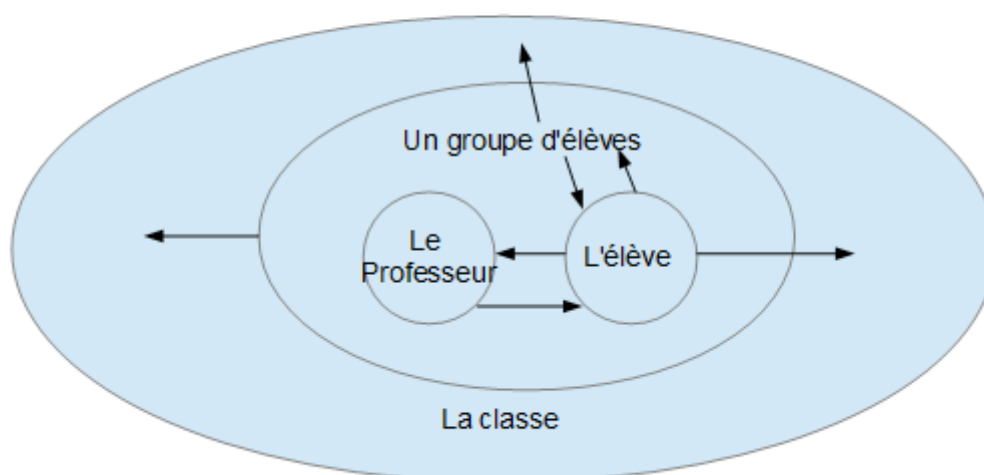 Un groupe d'élèves
Le
Professeur
L'élève
La classe